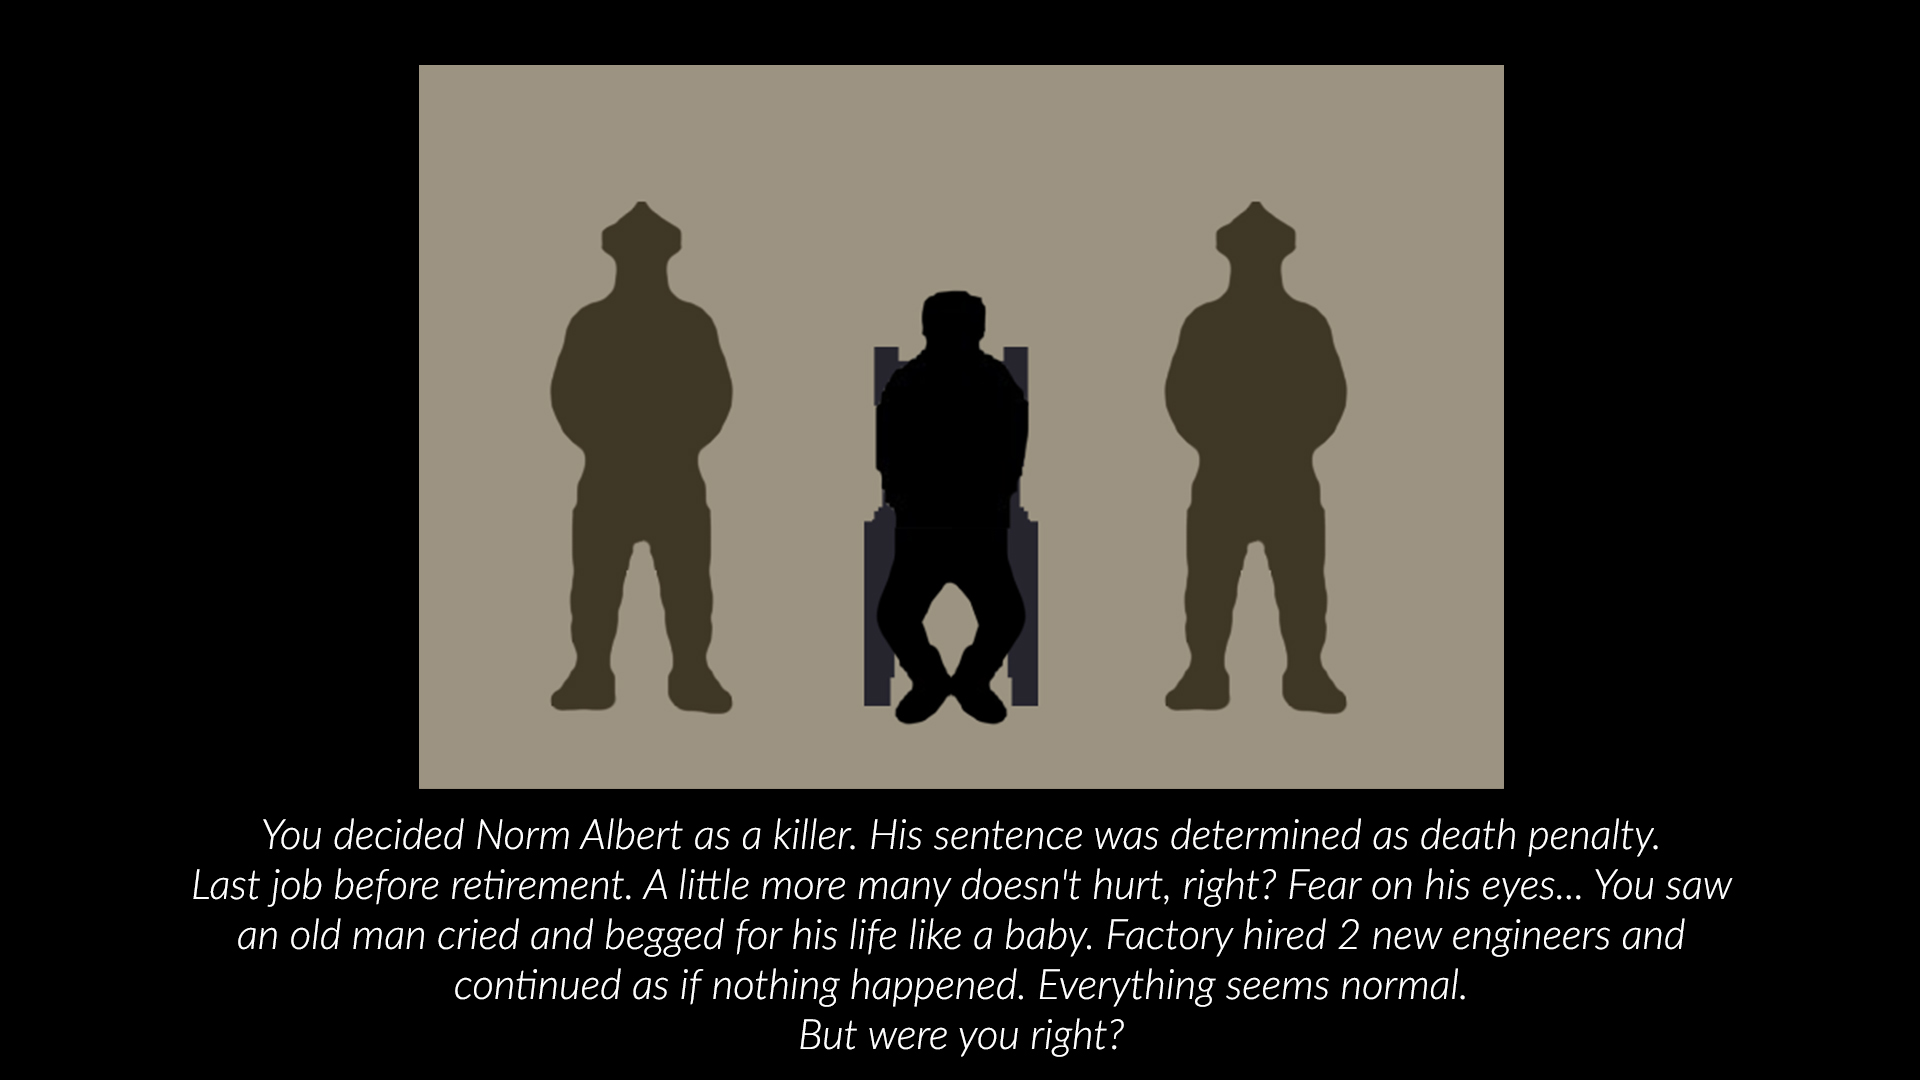 You decided Norm Albert as a killer. His sentence was determined as death penalty.
Last job before retirement. A little more many doesn't hurt, right? Fear on his eyes... You saw
an old man cried and begged for his life like a baby. Factory hired 2 new engineers and
continued as if nothing happened. Everything seems normal.
But were you right?